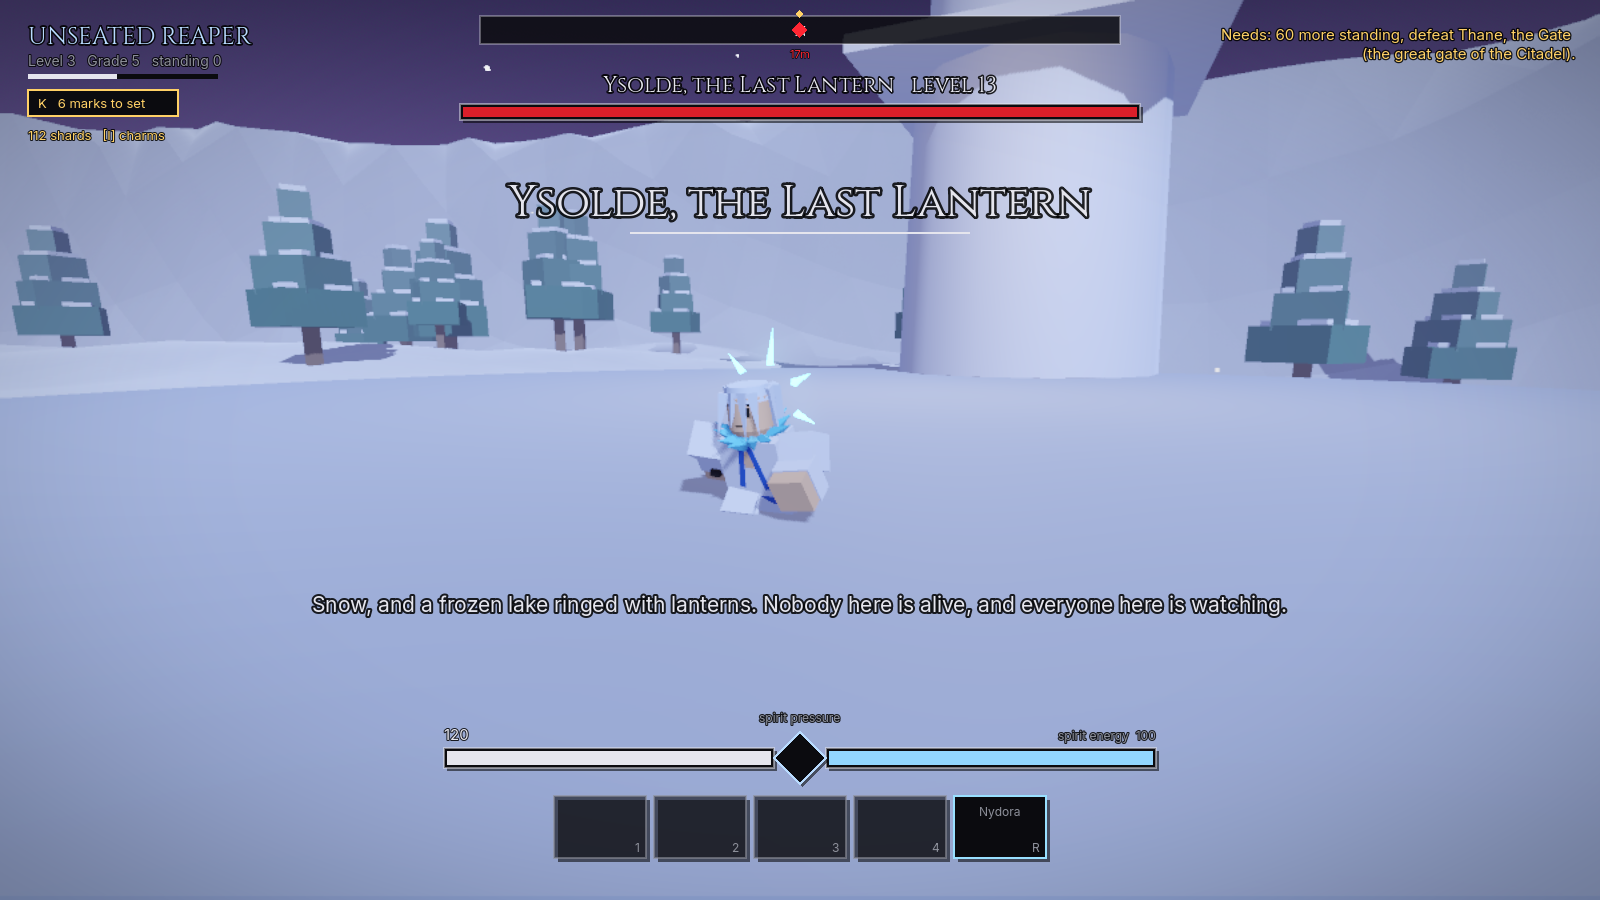 UNSEATED REAPER
Level 3 Grade 5 standing 0
K 6 marks to set
112 shards [I] charms
17m
YSOLDE, THE LAST LANTERN LEVEL 13
Needs: 60 more standing, defeat Thane, the Gate
(the great gate of the Citadel).
YSOLDE, THE LAST LANTERN
Snow, and a frozen lake ringed with lanterns. Nobody here is alive, and everyone here is watching.
spirit pressure
120
spirit energy 100
Nydora
1
2
3
4
R